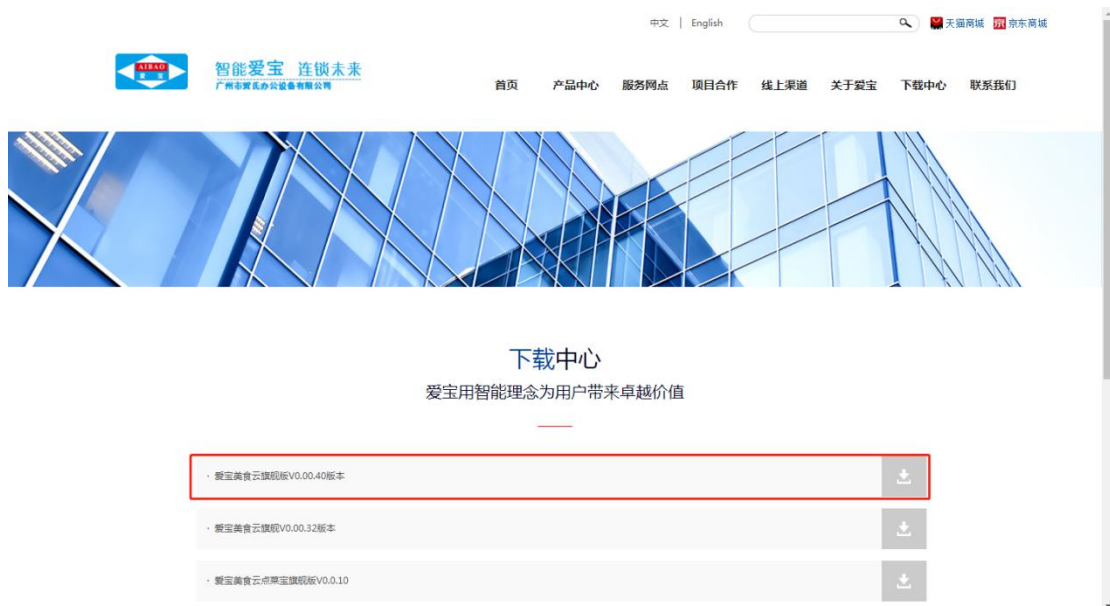 中文 | English
天猫商城 京东商城
AIBAO
爱 宝
智能爱宝 连锁未来
广州市贺氏办公设备有限公司
首页 产品中心 服务网点 项目合作 线上渠道 关于爱宝 下载中心 联系我们
下载中心
爱宝用智能理念为用户带来卓越价值
· 爱宝美食云旗舰版V0.00.40版本
· 爱宝美食云旗舰V0.00.32版本
· 爱宝美食云点菜宝旗舰版V0.0.10